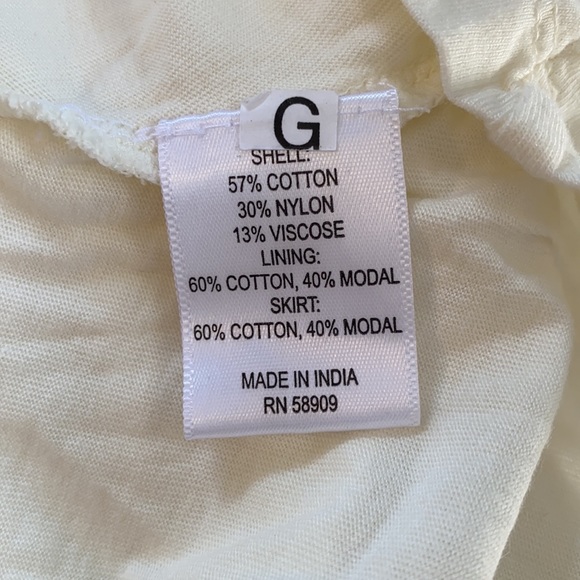 G
SHELL:
57% COTTON
30% NYLON
13% VISCOSE
LINING:
60% COTTON, 40% MODAL
SKIRT:
60% COTTON, 40% MODAL
MADE IN INDIA
RN 58909